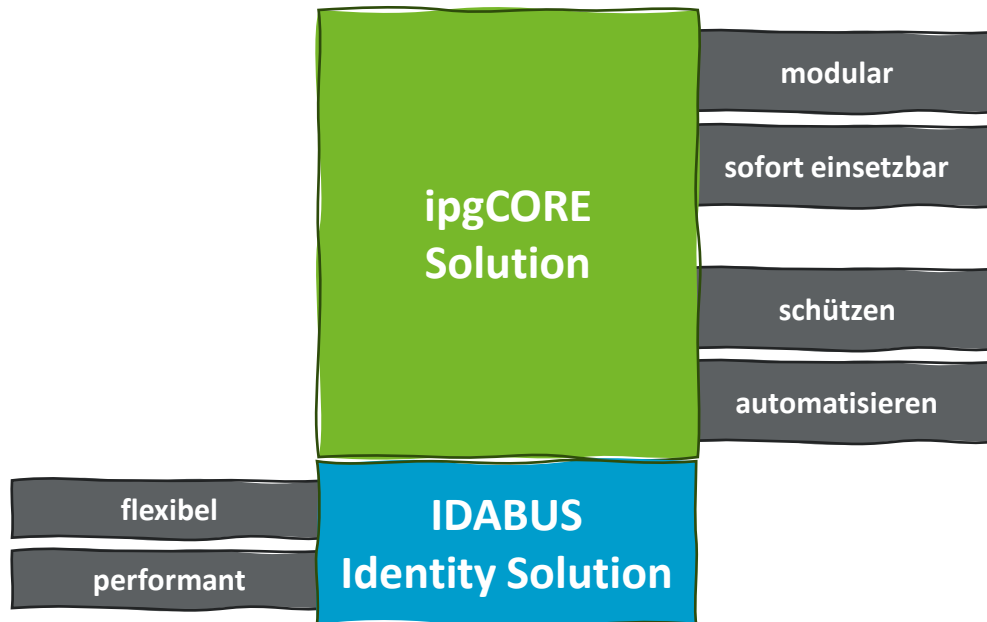 modular
sofort einsetzbar
ipgCORE
Solution
schützen
automatisieren
flexibel
performant
IDABUS
Identity Solution